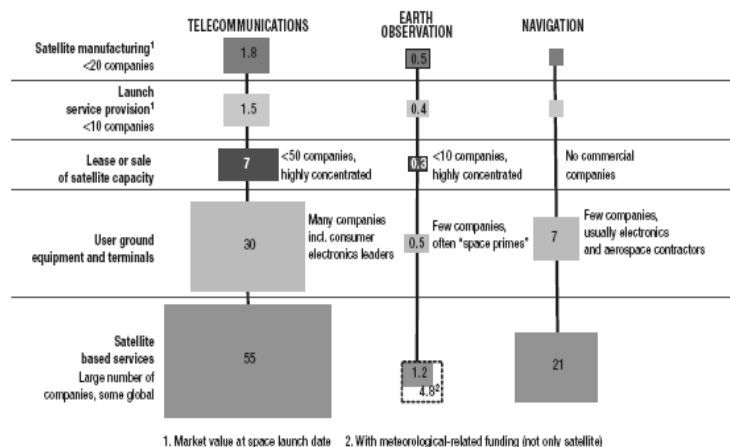 TELECOMMUNICATIONS
EARTH
OBSERVATION
NAVIGATION
Satellite manufacturing¹
<20 companies
1.8
0.5
Launch
service provision¹
<10 companies
1.5
0.4
Lease or sale
of satellite capacity
7
<50 companies,
highly concentrated
0.3
<10 companies,
highly concentrated
No commercial
companies
User ground
equipment and terminals
30
Many companies
incl. consumer
electronics leaders
0.5
Few companies,
often "space primes"
7
Few companies,
usually electronics
and aerospace contractors
Satellite
based services
Large number of
companies, some global
55
1.2
4.8²
21
1. Market value at space launch date 2. With meteorological-related funding (not only satellite)